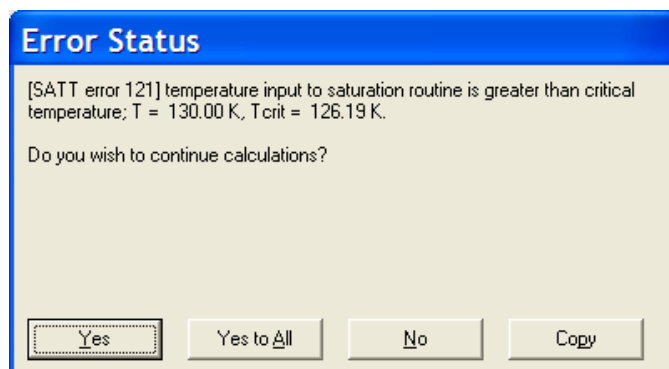 Error Status
[SATT error 121] temperature input to saturation routine is greater than critical
temperature; T = 130.00 K, Tcrit = 126.19 K.
Do you wish to continue calculations?
Yes
Yes to All
No
Copy